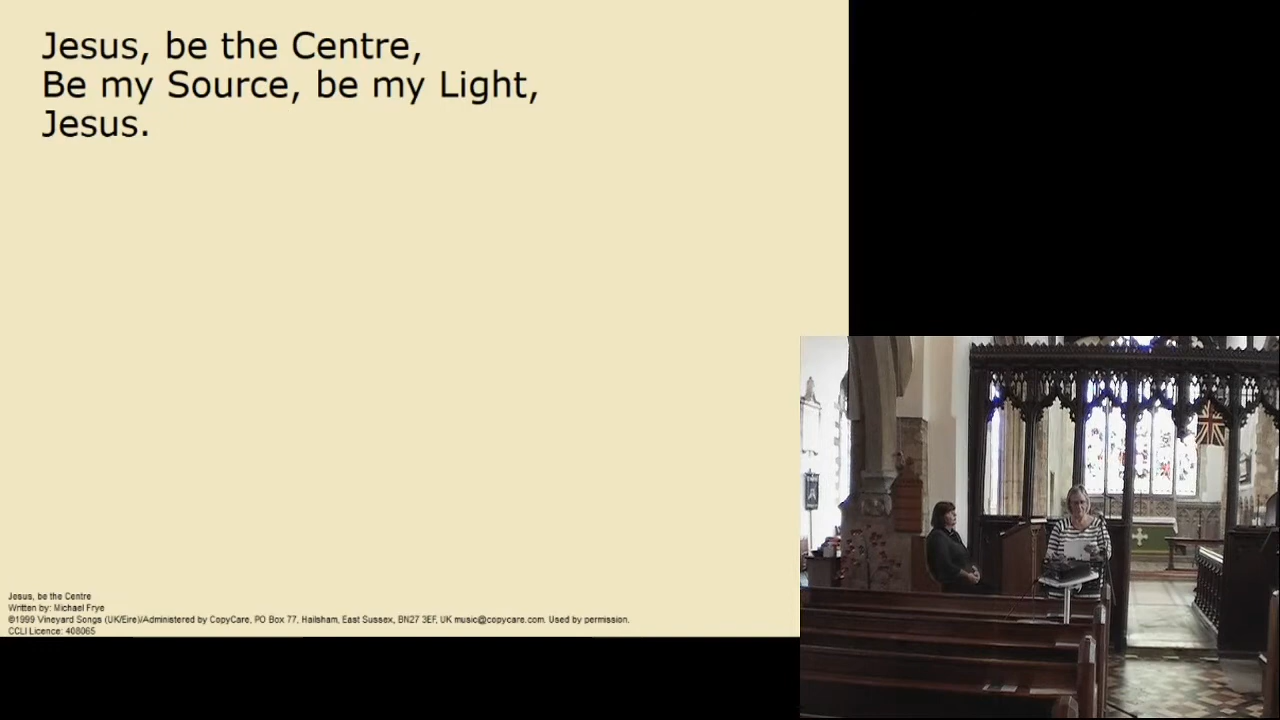 Jesus, be the Centre,
Be my Source, be my Light,
Jesus.
Jesus, be the Centre
Written by: Michael Frye
©1999 Vineyard Songs (UK/Eire)/Administered by CopyCare, PO Box 77, Hailsham, East Sussex, BN27 3EF, UK music@copycare.com. Used by permission.
CCLI Licence: 408065